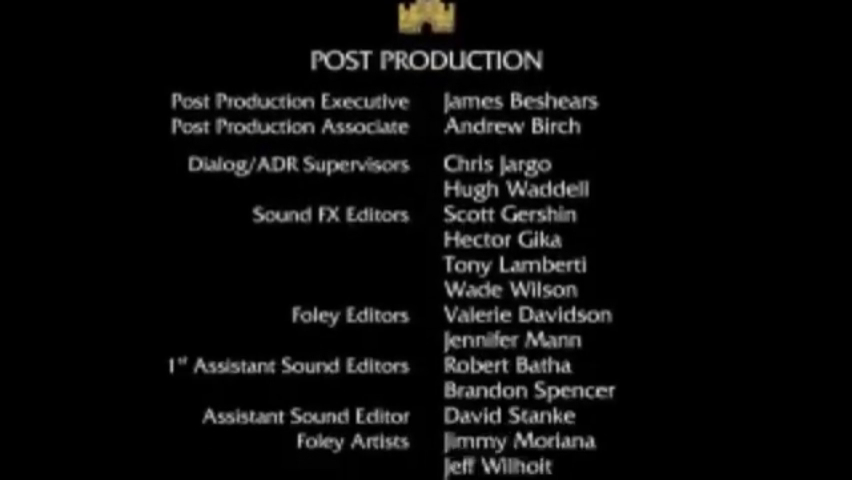 POST PRODUCTION
Post Production Executive James Beshears
Post Production Associate Andrew Birch
Dialog/ADR Supervisors Chris Jargo
Hugh Waddell
Sound FX Editors Scott Gershin
Hector Gika
Tony Lamberti
Wade Wilson
Foley Editors Valerie Davidson
Jennifer Mann
1st Assistant Sound Editors Robert Batha
Brandon Spencer
Assistant Sound Editor David Stanke
Foley Artists Jimmy Moriana
Jeff Wilhoit